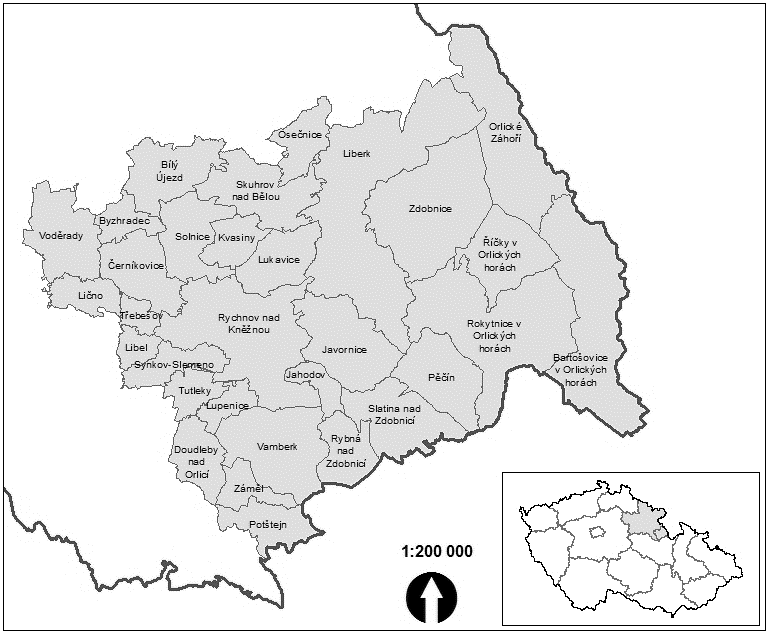 Orlické
Záhoří
Osečnice
Liberk
Bílý
Újezd
Skuhrov
nad Bělou
Zdobnice
Byzhradec
Voděrady
Solnice
Kvasiny
Říčky v
Orlických
horách
Černíkovice
Lukavice
Lično
Třebešov
Rychnov nad
Kněžnou
Rokytnice v
Orlických
horách
Libel
Javornice
Synkov-Slemeno
Bartošovice
v Orlických
horách
Jahodov
Pěčín
Tutleky
Lupenice
Slatina nad
Zdobnicí
Doudleby
nad
Orlicí
Vamberk
Rybná
nad
Zdobnicí
Záměl
Potštejn
1:200 000